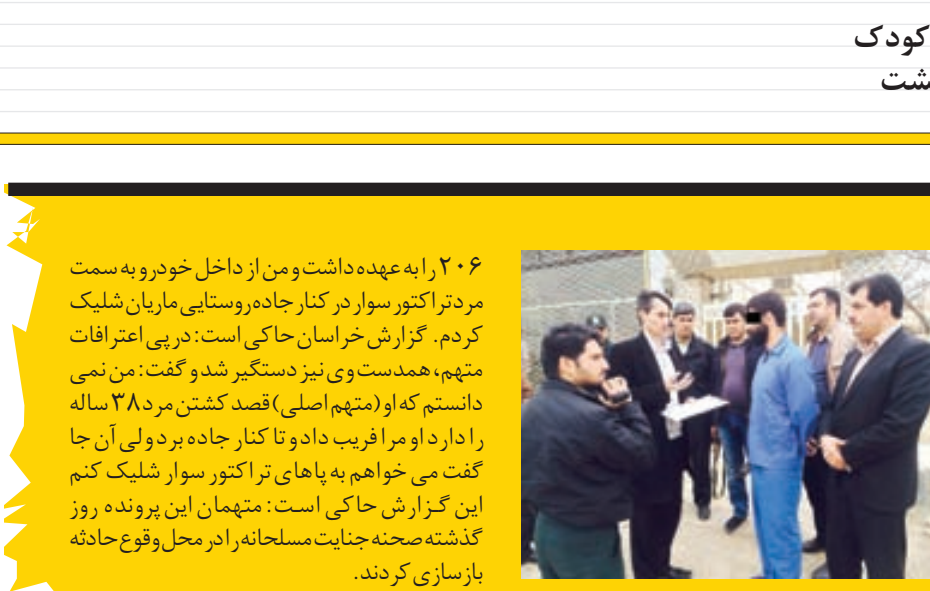 کودک
۲۰۶ را به عهده داشت و من از داخل خودرو به سمت
مرد تراکتور سوار در کنار جاده روستایی ماریان شلیک
کردم. گزارش خراسان حاکی است: در پی اعترافات
متهم، همدست وی نیز دستگیر شد و گفت: من نمی
دانستم که او (متهم اصلی) قصد کشتن مرد ۳۸ ساله
را دارد او مرا فریب داد و تا کنار جاده برد ولی آن جا
گفت می خواهم به پاهای تراکتور سوار شلیک کنم
این گزارش حاکی است: متهمان این پرونده روز
گذشته صحنه جنایت مسلحانه را در محل وقوع حادثه
بازسازی کردند.